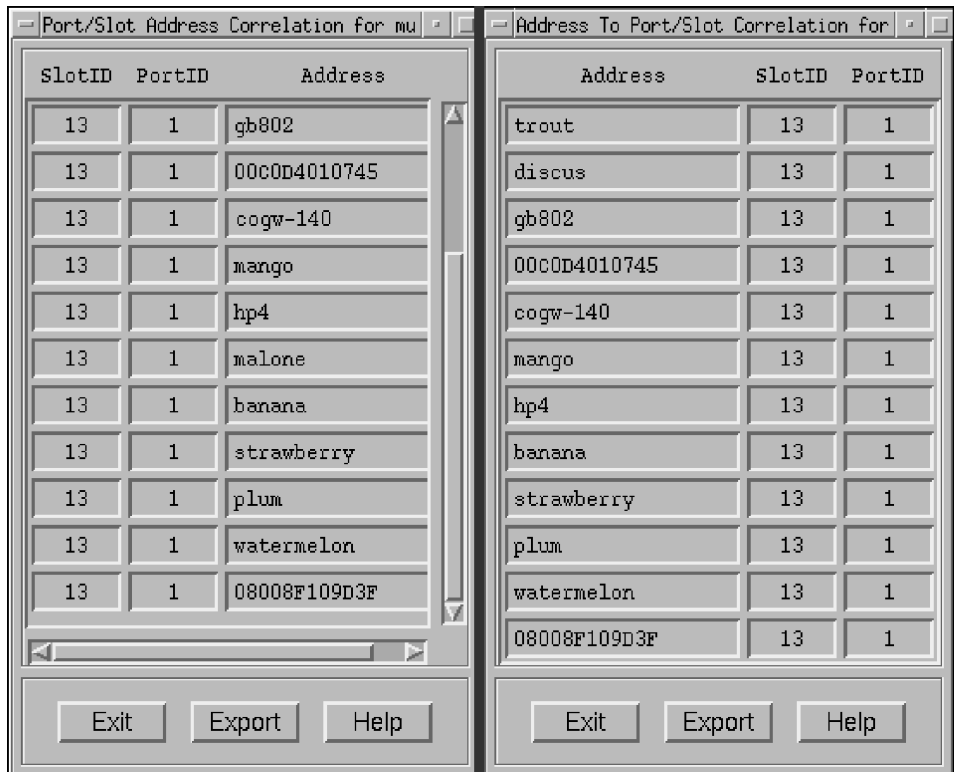 Port/Slot Address Correlation for mu
SlotID PortID Address
13 1 gb802
13 1 00C0D4010745
13 1 cogw-140
13 1 mango
13 1 hp4
13 1 malone
13 1 banana
13 1 strawberry
13 1 plum
13 1 watermelon
13 1 08008F109D3F
Exit Export Help
Address To Port/Slot Correlation for
Address SlotID PortID
trout 13 1
discus 13 1
gb802 13 1
00C0D4010745 13 1
cogw-140 13 1
mango 13 1
hp4 13 1
banana 13 1
strawberry 13 1
plum 13 1
watermelon 13 1
08008F109D3F 13 1
Exit Export Help